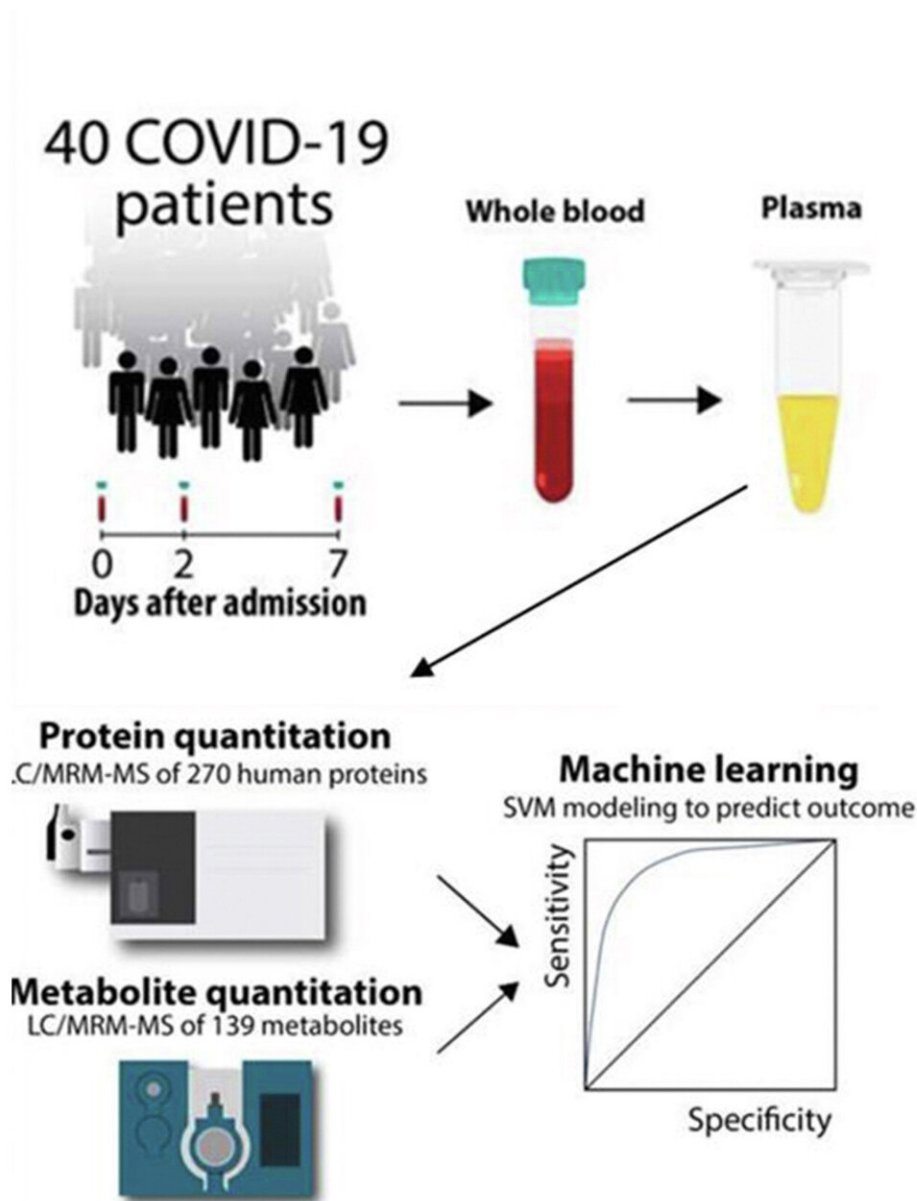 40 COVID-19
patients
Whole blood
Plasma
0 2 7
Days after admission
Protein quantitation
.C/MRM-MS of 270 human proteins
Metabolite quantitation
LC/MRM-MS of 139 metabolites
Machine learning
SVM modeling to predict outcome
Sensitivity
Specificity